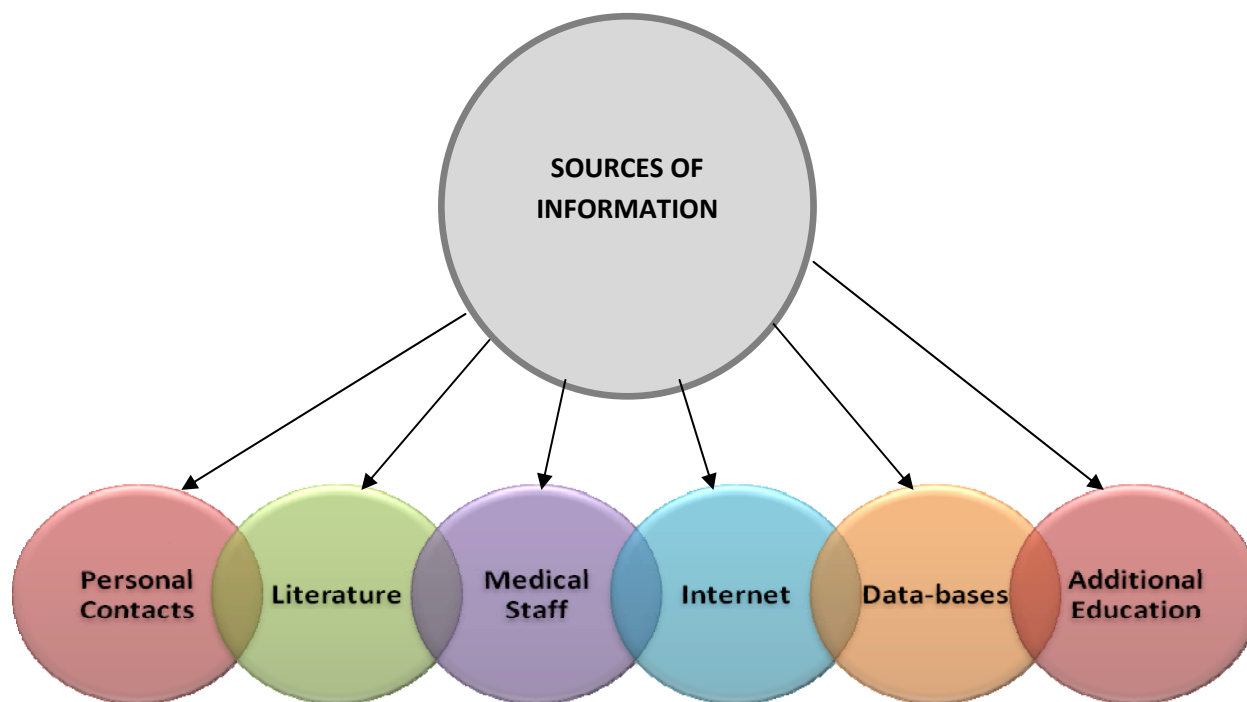 SOURCES OF
INFORMATION
Personal
Contacts
Literature
Medical
Staff
Internet
Data-bases
Additional
Education